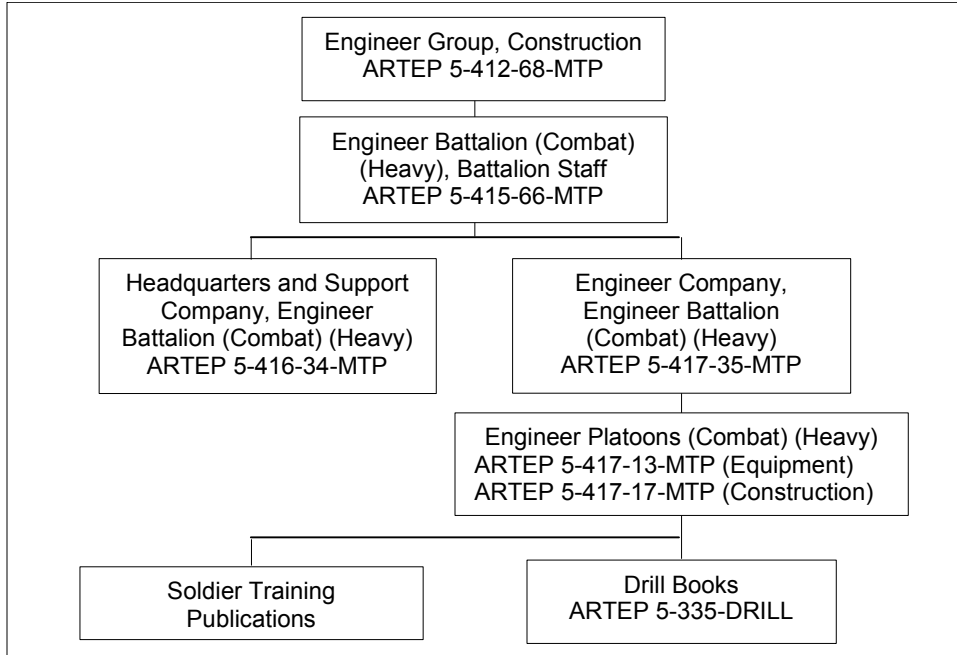 Engineer Group, Construction
ARTEP 5-412-68-MTP
Engineer Battalion (Combat)
(Heavy), Battalion Staff
ARTEP 5-415-66-MTP
Headquarters and Support
Company, Engineer
Battalion (Combat) (Heavy)
ARTEP 5-416-34-MTP
Engineer Company,
Engineer Battalion
(Combat) (Heavy)
ARTEP 5-417-35-MTP
Engineer Platoons (Combat) (Heavy)
ARTEP 5-417-13-MTP (Equipment)
ARTEP 5-417-17-MTP (Construction)
Soldier Training
Publications
Drill Books
ARTEP 5-335-DRILL